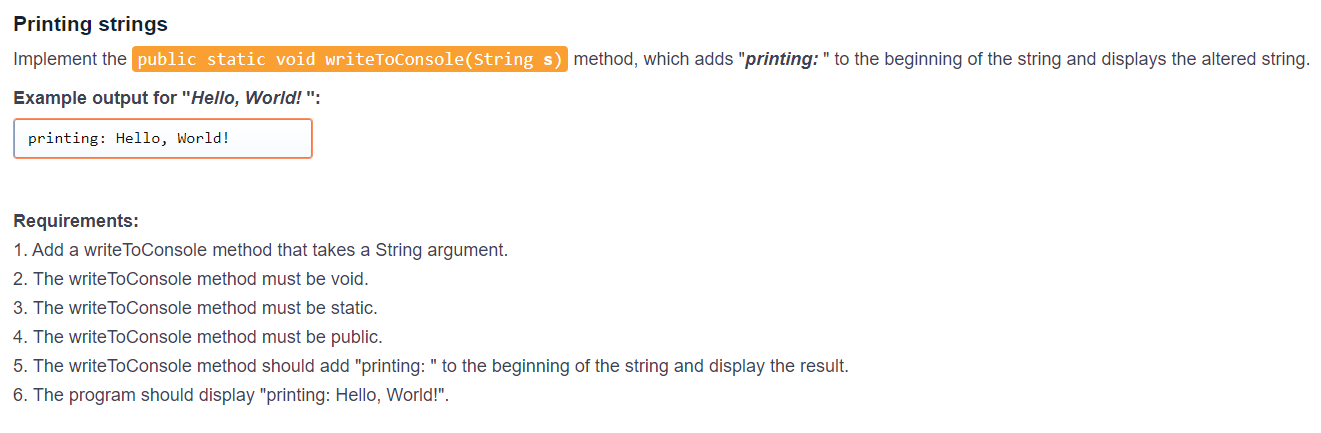 Printing strings
Implement the public static void writeToConsole(String s) method, which adds "printing: " to the beginning of the string and displays the altered string.
Example output for "Hello, World! ":
printing: Hello, World!
Requirements:
1. Add a writeToConsole method that takes a String argument.
2. The writeToConsole method must be void.
3. The writeToConsole method must be static.
4. The writeToConsole method must be public.
5. The writeToConsole method should add "printing: " to the beginning of the string and display the result.
6. The program should display "printing: Hello, World!".